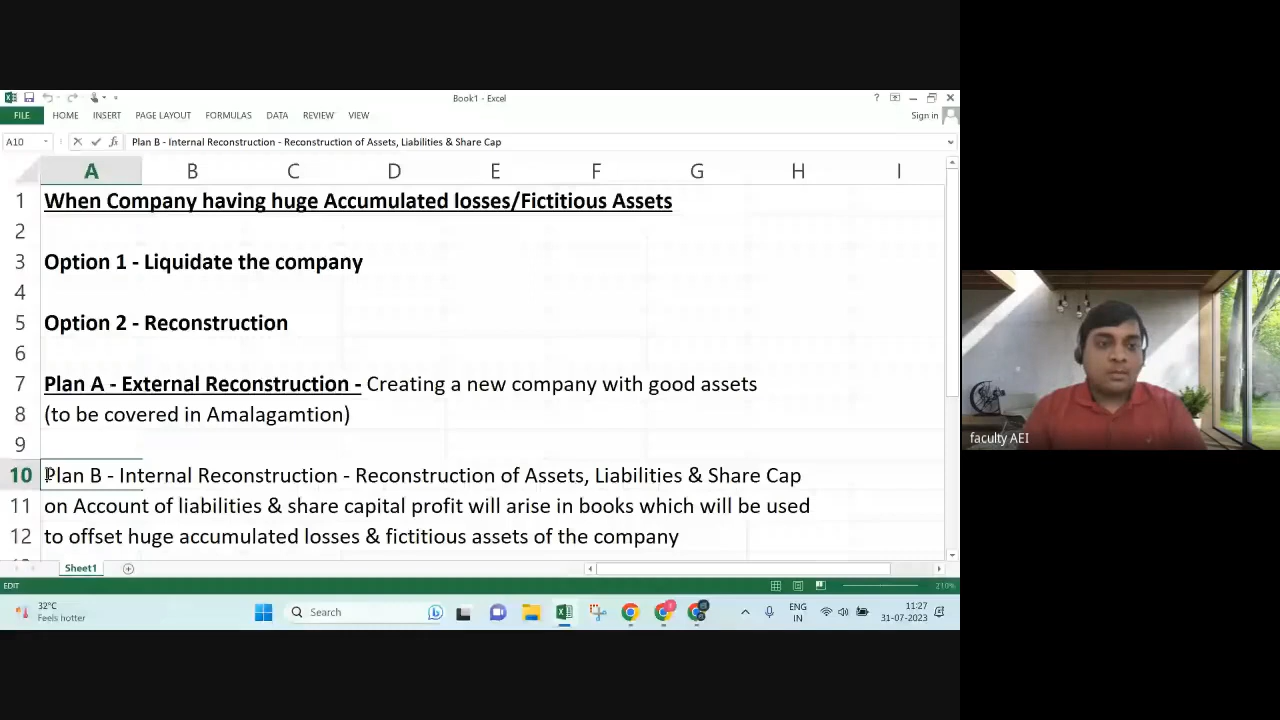 Book1 - Excel
?
FILE HOME INSERT PAGE LAYOUT FORMULAS DATA REVIEW VIEW
Sign in
A10 fx Plan B - Internal Reconstruction - Reconstruction of Assets, Liabilities & Share Cap
A B C D E F G H I
1 When Company having huge Accumulated losses/Fictitious Assets
2
3 Option 1 - Liquidate the company
4
5 Option 2 - Reconstruction
6
7 Plan A - External Reconstruction - Creating a new company with good assets
8 (to be covered in Amalagamtion)
9
10 Plan B - Internal Reconstruction - Reconstruction of Assets, Liabilities & Share Cap
11 on Account of liabilities & share capital profit will arise in books which will be used
12 to offset huge accumulated losses & fictitious assets of the company
Sheet1
EDIT
210%
32°C
Feels hotter
Search
ENG
IN
11:27
31-07-2023
faculty AEI